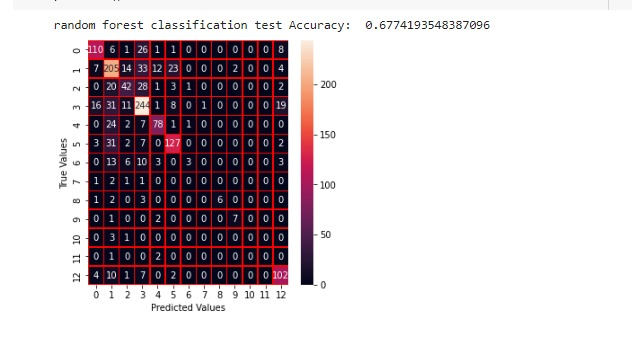 random forest classification test Accuracy:  0.6774193548387096
0 110 6 1 26 1 1 0 0 0 0 0 0 8
1 7 205 14 33 12 23 0 0 0 2 0 0 4
2 0 20 42 28 1 3 1 0 0 0 0 0 2
3 16 31 11 244 1 8 0 1 0 0 0 0 19
4 0 24 2 7 78 1 1 0 0 0 0 0 0
5 3 31 2 7 0 127 0 0 0 0 0 0 2
6 0 13 6 10 3 0 3 0 0 0 0 0 3
7 1 2 1 1 0 0 0 0 0 0 0 0 0
8 1 2 0 3 0 0 0 0 6 0 0 0 0
9 0 1 0 0 2 0 0 0 0 7 0 0 0
10 0 3 1 0 0 0 0 0 0 0 0 0 0
11 0 1 0 0 2 0 0 0 0 0 0 0 0
12 4 10 1 7 0 2 0 0 0 0 0 0 102
0 1 2 3 4 5 6 7 8 9 10 11 12
Predicted Values
True Values
200
150
100
50
0